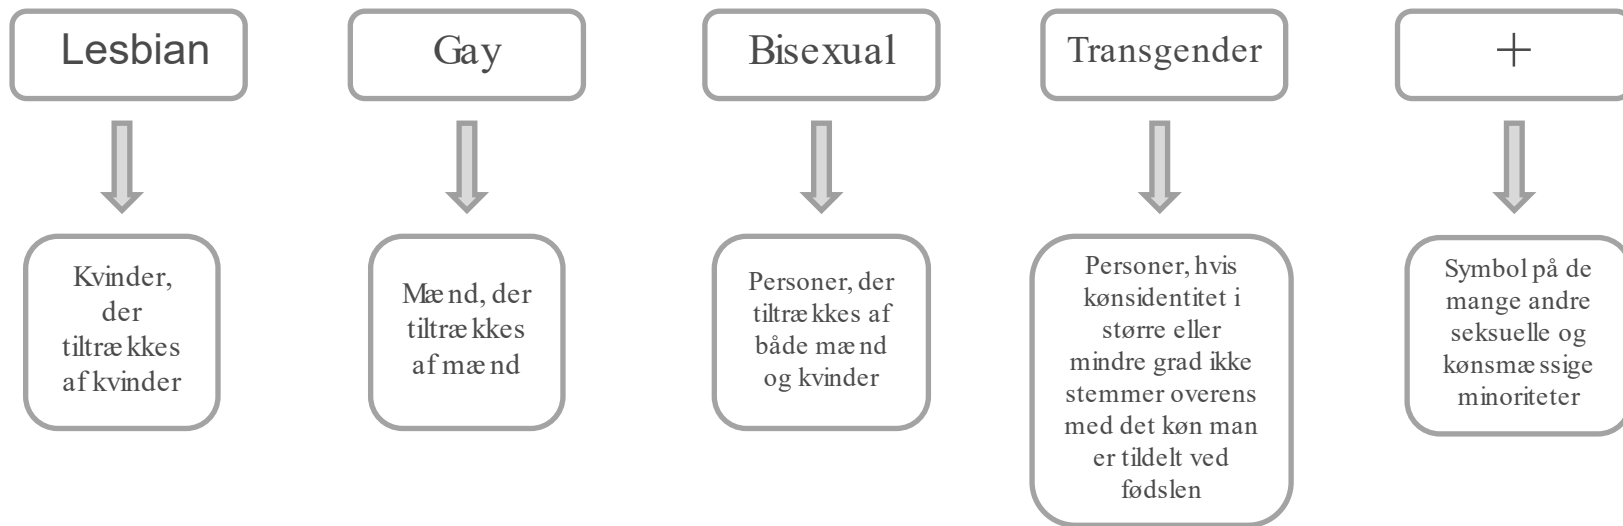 Lesbian
Gay
Bisexual
Transgender
+
Kvinder,
der
tiltrækkes
af kvinder
Mænd, der
tiltrækkes
af mænd
Personer, der
tiltrækkes af
både mænd
og kvinder
Personer, hvis
kønsidentitet i
større eller
mindre grad ikke
stemmer overens
med det køn man
er tildelt ved
fødslen
Symbol på de
mange andre
seksuelle og
kønsmæssige
minoriteter